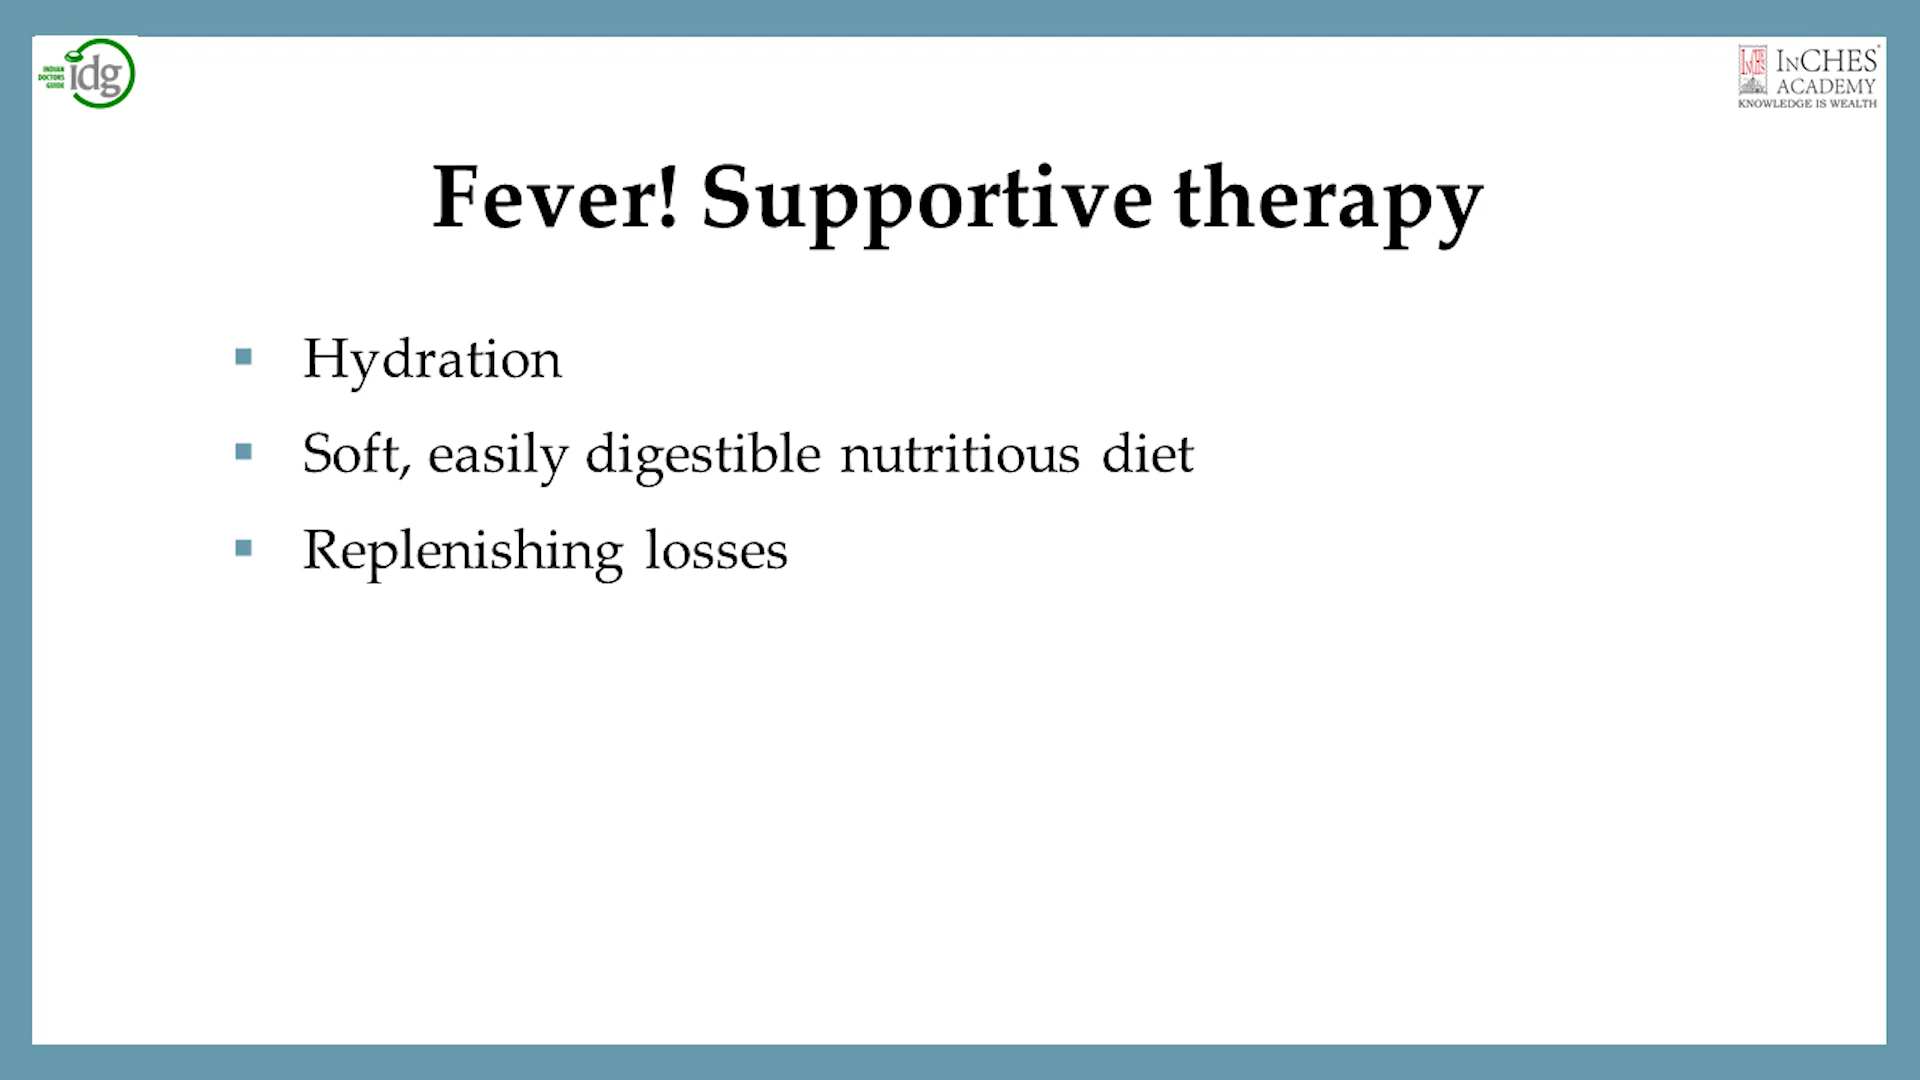 INDIAN
DOCTORS
GUIDE
idg
INCHES
ACADEMY
KNOWLEDGE IS WEALTH
Fever! Supportive therapy
Hydration
Soft, easily digestible nutritious diet
Replenishing losses